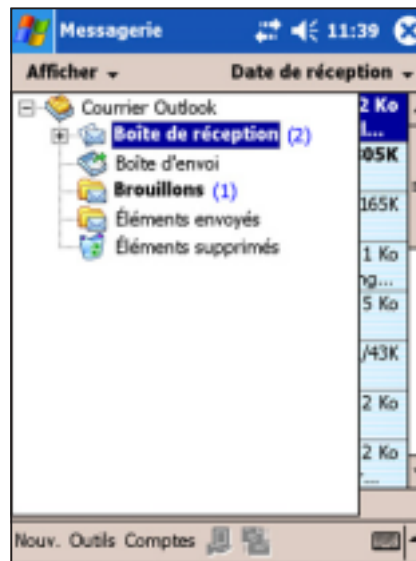 Messagerie 11:39
Afficher Date de réception
Courrier Outlook
Boîte de réception (2)
Boîte d'envoi
Brouillons (1)
Éléments envoyés
Éléments supprimés
2 Ko
305K
165K
1 Ko
5 Ko
/43K
2 Ko
2 Ko
Nouv. Outils Comptes